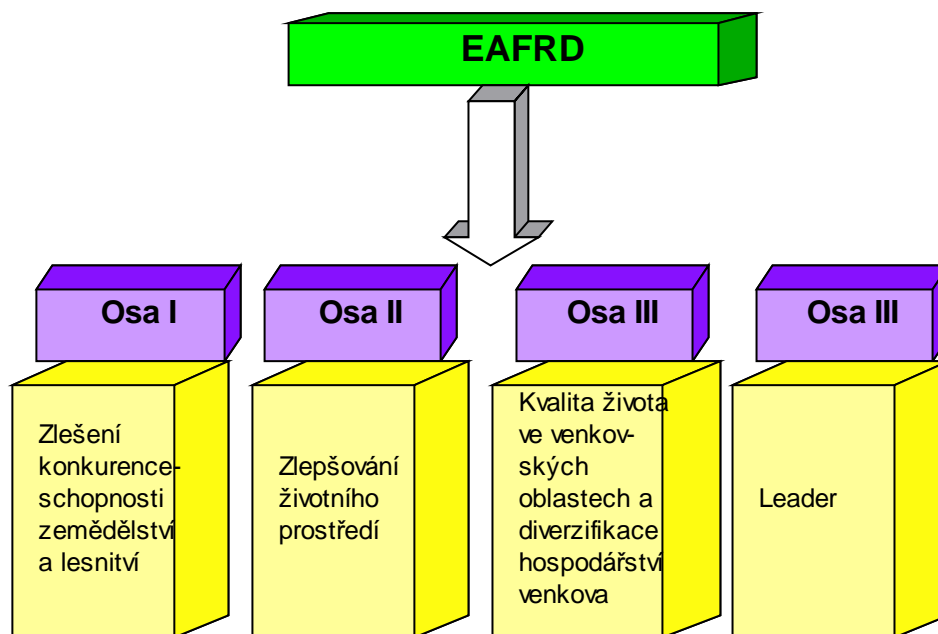 EAFRD
Osa I
Osa II
Osa III
Osa III
Zlešení
konkurence-
schopnosti
zemědělství
a lesnitví
Zlepšování
životního
prostředí
Kvalita života
ve venkov-
ských
oblastech a
diverzifikace
hospodářství
venkova
Leader